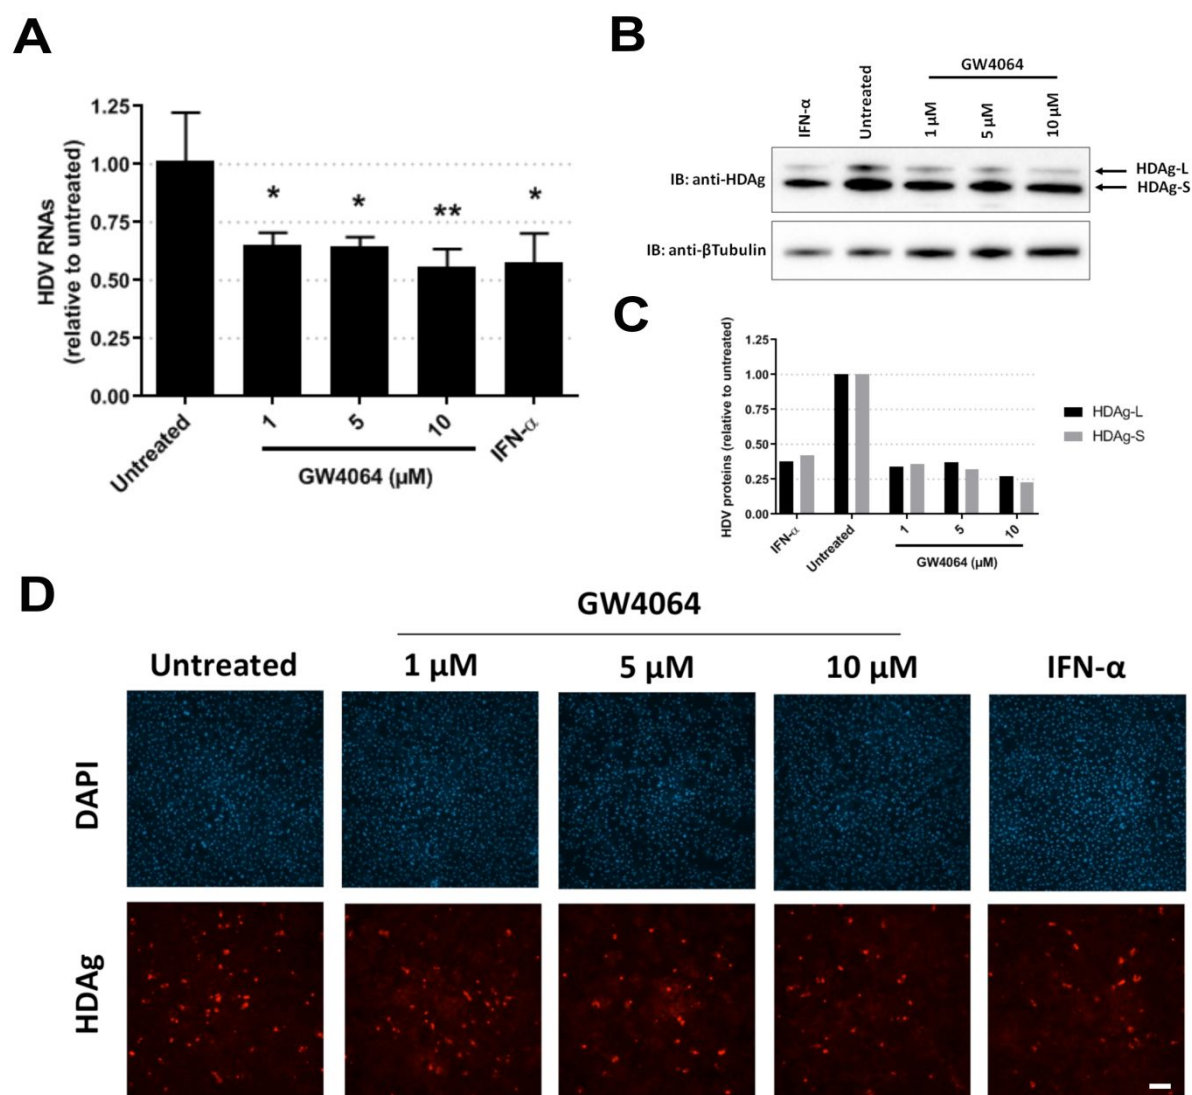 A
HDV RNAs
(relative to untreated)
1.25
1.00
0.75
0.50
0.25
0.00
*
*
**
*
Untreated
1
5
10
IFN-α
GW4064 (µM)
B
GW4064
IFN-α
Untreated
1 µM
5 µM
10 µM
IB: anti-HDAg
HDAg-L
HDAg-S
IB: anti-βTubulin
C
HDV proteins (relative to untreated)
1.25
1.00
0.75
0.50
0.25
0.00
HDAg-L
HDAg-S
IFN-α
Untreated
1
5
10
GW4064 (µM)
D
GW4064
Untreated
1 µM
5 µM
10 µM
IFN-α
DAPI
HDAg